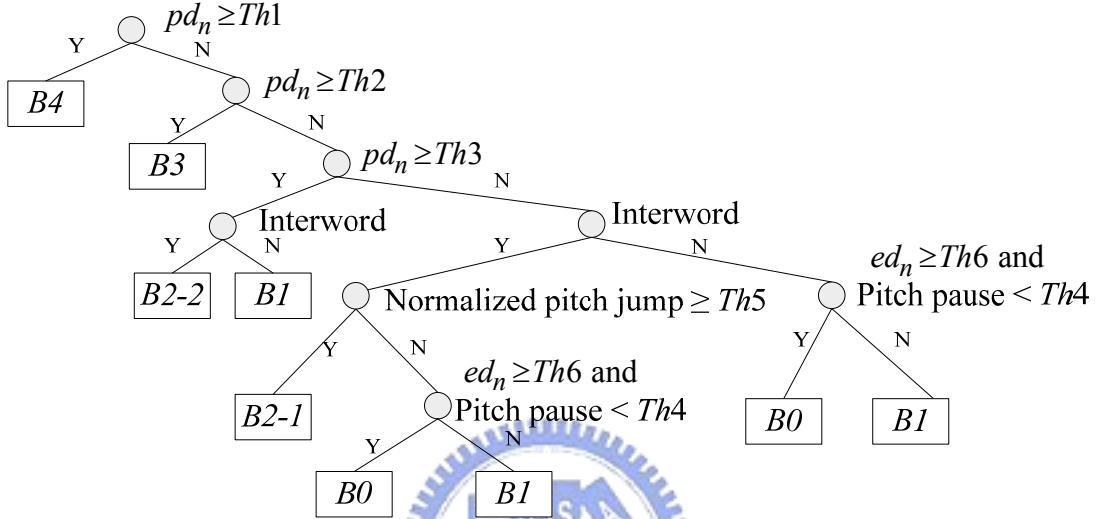 pdₙ ≥Th1
Y
N
B4
pdₙ ≥Th2
Y
N
B3
pdₙ ≥Th3
Y
N
Interword
Interword
Y
N
Y
N
B2-2
B1
edₙ ≥Th6 and
Pitch pause < Th4
Normalized pitch jump ≥ Th5
Y
N
Y
N
B2-1
edₙ ≥Th6 and
Pitch pause < Th4
B0
B1
Y
N
B0
B1